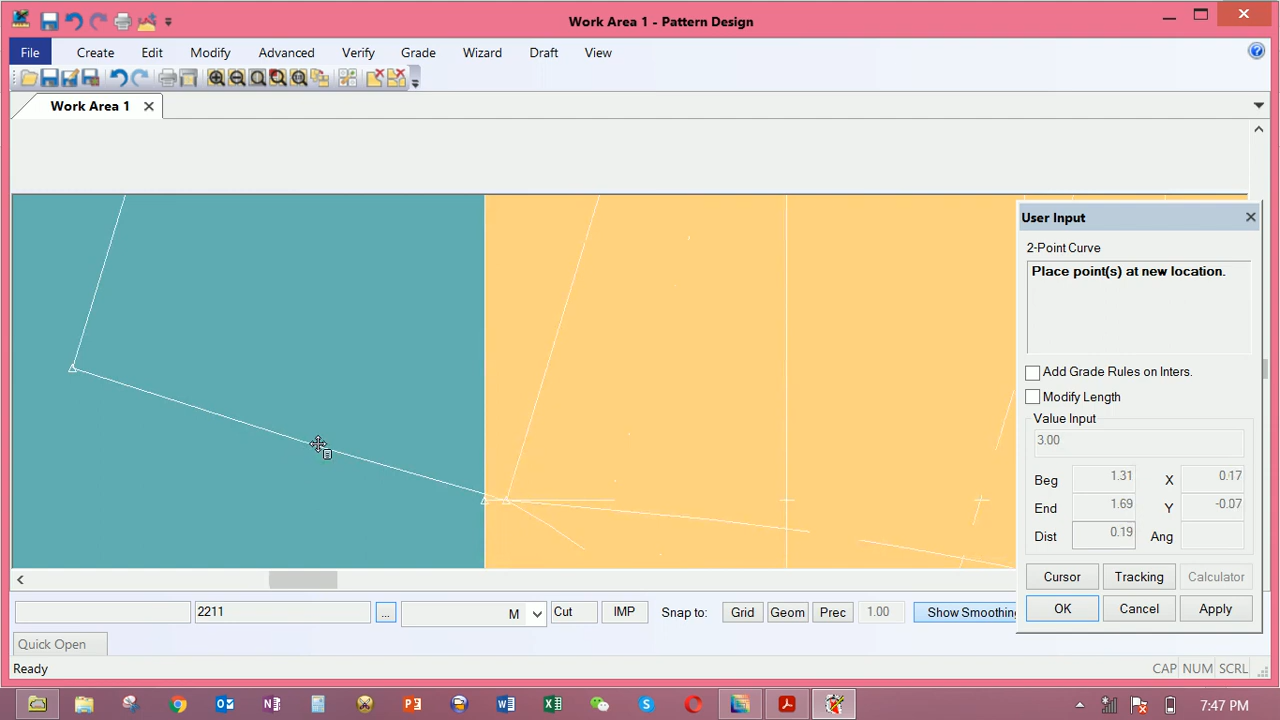 Work Area 1 - Pattern Design
File Create Edit Modify Advanced Verify Grade Wizard Draft View
Work Area 1
User Input
2-Point Curve
Place point(s) at new location.
Add Grade Rules on Inters.
Modify Length
Value Input
3.00
Beg 1.31 X 0.17
End 1.69 Y -0.07
Dist 0.19 Ang
Cursor Tracking Calculator
OK Cancel Apply
2211 ... M Cut IMP Snap to: Grid Geom Prec 1.00 Show Smoothing
Quick Open
Ready CAP NUM SCRL
7:47 PM